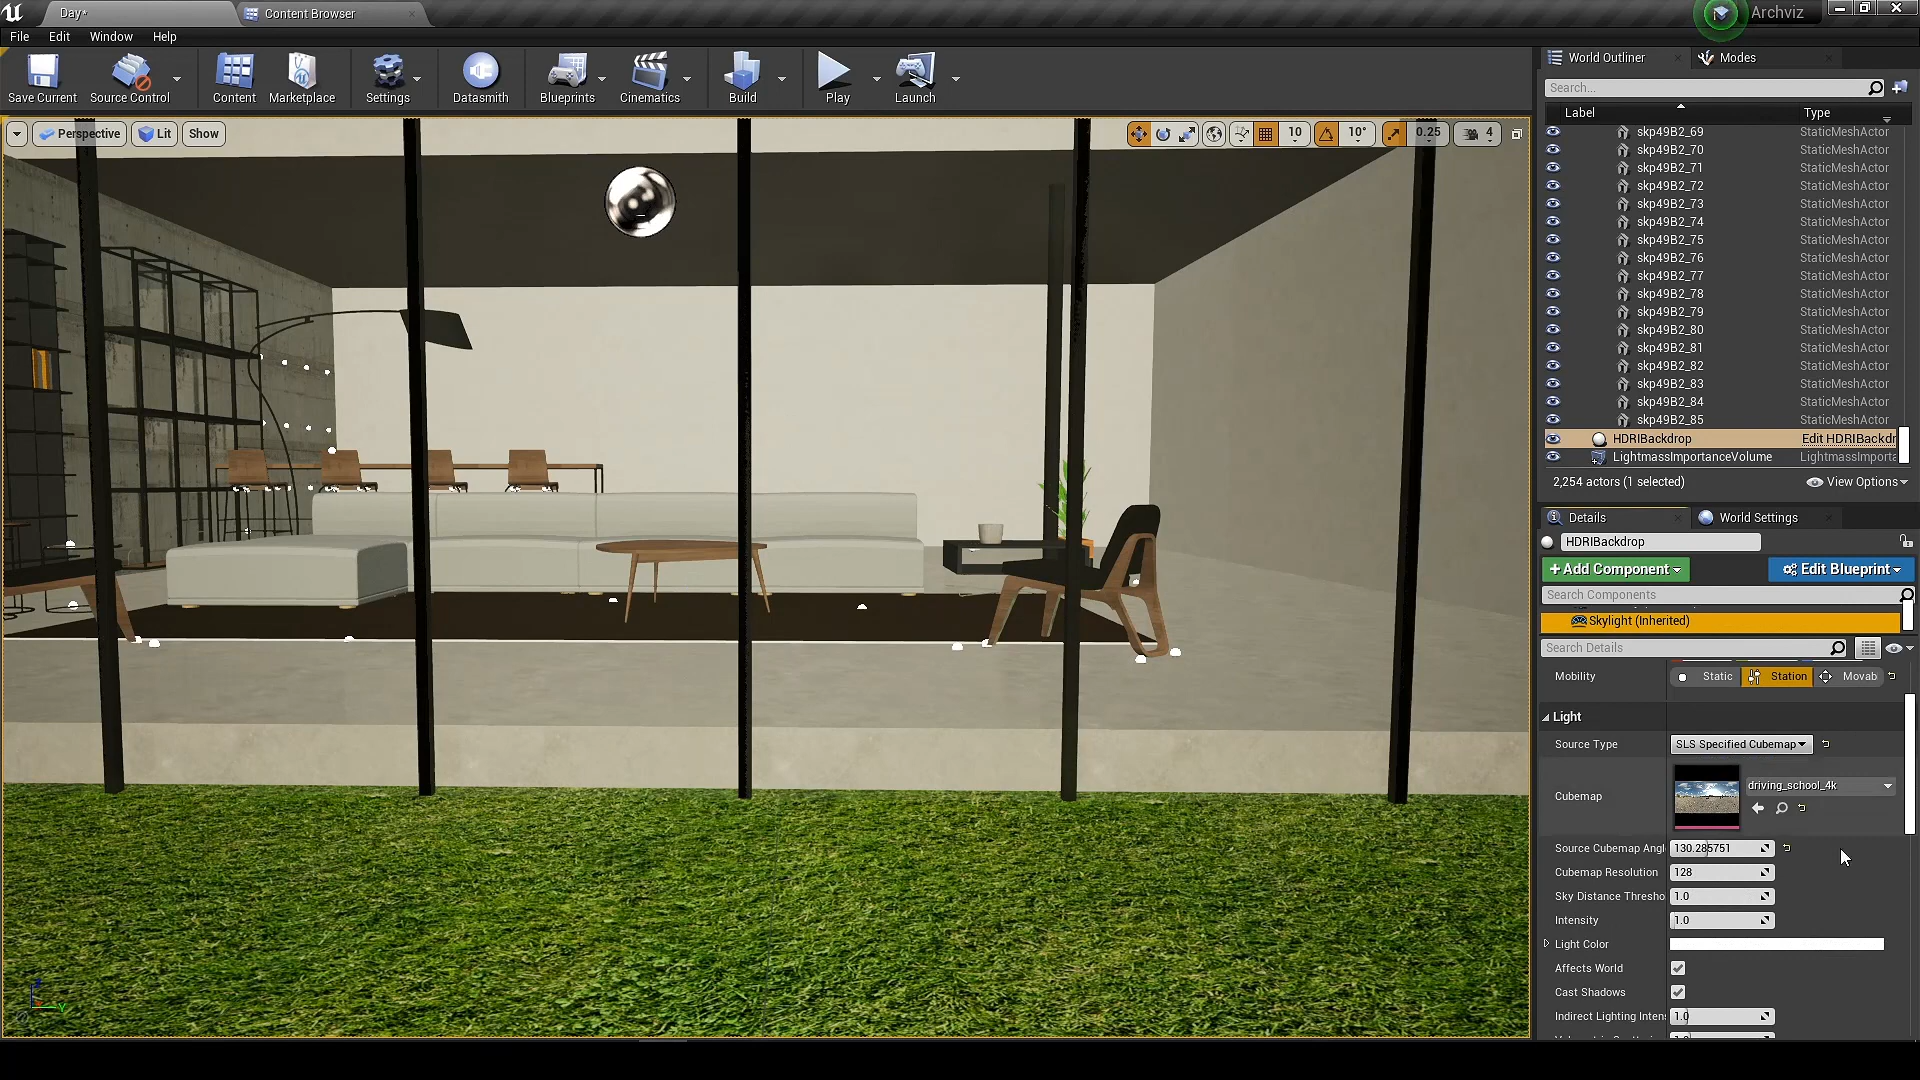 Day*
Content Browser
Archviz
File
Edit
Window
Help
Save Current
Source Control
Content
Marketplace
Settings
Datasmith
Blueprints
Cinematics
Build
Play
Launch
Perspective
Lit
Show
10
10°
0.25
4
World Outliner
Modes
Search...
Label
Type
skp49B2_69 StaticMeshActor
skp49B2_70 StaticMeshActor
skp49B2_71 StaticMeshActor
skp49B2_72 StaticMeshActor
skp49B2_73 StaticMeshActor
skp49B2_74 StaticMeshActor
skp49B2_75 StaticMeshActor
skp49B2_76 StaticMeshActor
skp49B2_77 StaticMeshActor
skp49B2_78 StaticMeshActor
skp49B2_79 StaticMeshActor
skp49B2_80 StaticMeshActor
skp49B2_81 StaticMeshActor
skp49B2_82 StaticMeshActor
skp49B2_83 StaticMeshActor
skp49B2_84 StaticMeshActor
skp49B2_85 StaticMeshActor
HDRIBackdrop Edit HDRIBackdr
LightmassImportanceVolume LightmassImporta
2,254 actors (1 selected)
View Options
Details
World Settings
HDRIBackdrop
+Add Component
Edit Blueprint
Search Components
Skylight (Inherited)
Search Details
Mobility
Static
Station
Movab
Light
Source Type
SLS Specified Cubemap
Cubemap
driving_school_4k
Source Cubemap Angl
130.285751
Cubemap Resolution
128
Sky Distance Thresho
1.0
Intensity
1.0
Light Color
Affects World
Cast Shadows
Indirect Lighting Intens
1.0